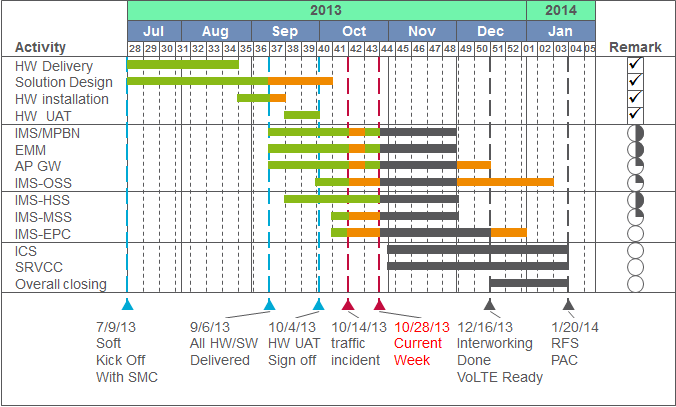 2013 2014
Jul Aug Sep Oct Nov Dec Jan
Activity 28 29 30 31 32 33 34 35 36 37 38 39 40 41 42 43 44 45 46 47 48 49 50 51 52 01 02 03 04 05 Remark
HW Delivery
Solution Design
HW installation
HW UAT
IMS/MPBN
EMM
AP GW
IMS-OSS
IMS-HSS
IMS-MSS
IMS-EPC
ICS
SRVCC
Overall closing
7/9/13 9/6/13 10/4/13 10/14/13 10/28/13 12/16/13 1/20/14
Soft All HW/SW HW UAT traffic Current Interworking RFS
Kick Off Delivered Sign off incident Week Done PAC
With SMC VoLTE Ready